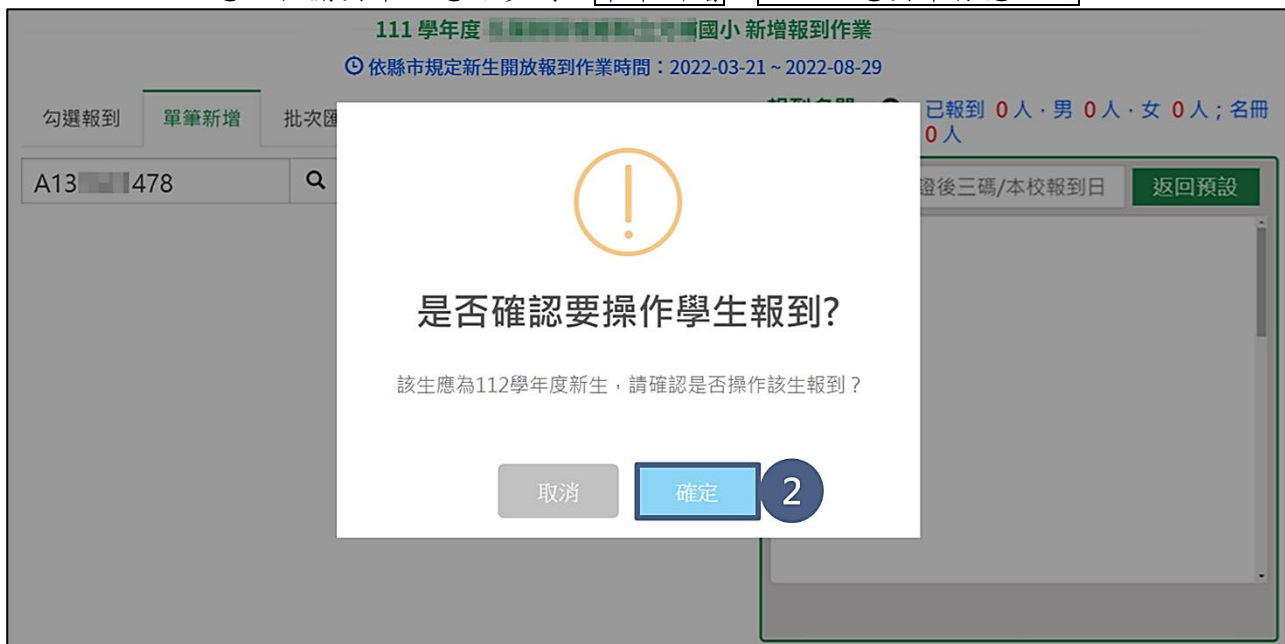 111 學年度 國小 新增報到作業
依縣市規定新生開放報到作業時間：2022-03-21 ~ 2022-08-29
勾選報到 單筆新增 批次匯
已報到 0 人 · 男 0 人 · 女 0 人 ; 名冊
0 人
A13 478
證後三碼/本校報到日 返回預設
是否確認要操作學生報到?
該生應為112學年度新生，請確認是否操作該生報到？
取消 確定 2